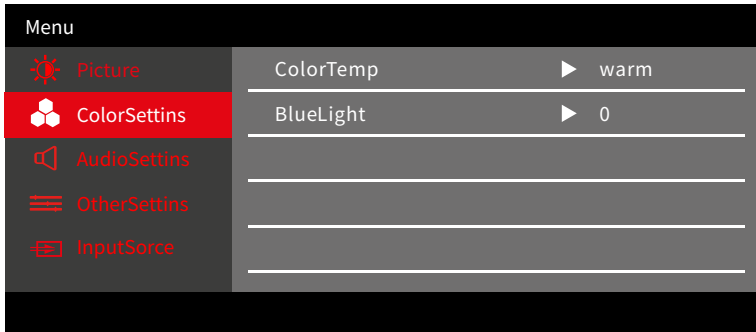 Menu
Picture
ColorSettins
AudioSettins
OtherSettins
InputSorce
ColorTemp ▶ warm
BlueLight ▶ 0